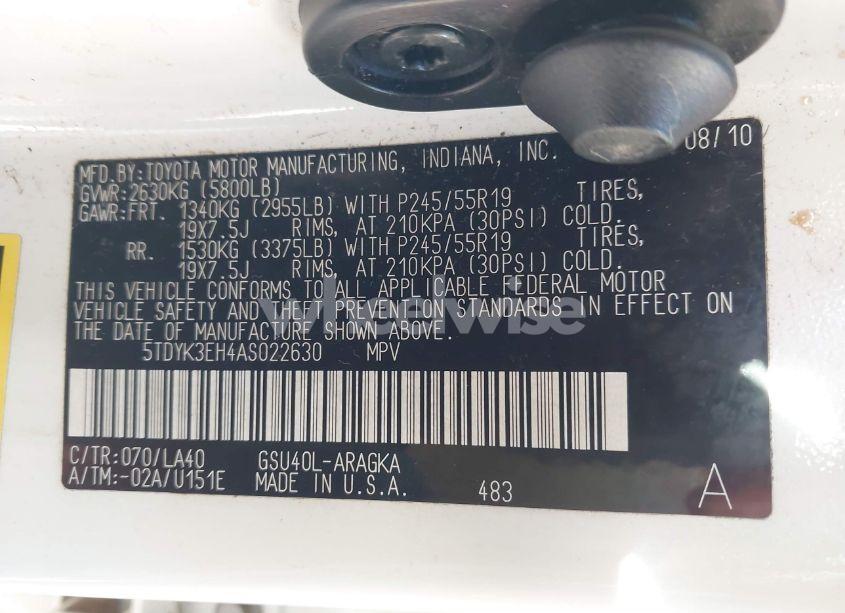 MFD.BY:TOYOTA MOTOR MANUFACTURING, INDIANA, INC. 08/10
GVWR:2630KG (5800LB)
GAWR:FRT. 1340KG (2955LB) WITH P245/55R19 TIRES,
19X7.5J RIMS, AT 210KPA (30PSI) COLD.
RR. 1530KG (3375LB) WITH P245/55R19 TIRES,
19X7.5J RIMS, AT 210KPA (30PSI) COLD.
THIS VEHICLE CONFORMS TO ALL APPLICABLE FEDERAL MOTOR
VEHICLE SAFETY AND THEFT PREVENTION STANDARDS IN EFFECT ON
THE DATE OF MANUFACTURE SHOWN ABOVE.
wheelwise
5TDYK3EH4AS022630 MPV
C/TR:070/LA40 GSU40L-ARAGKA
A/TM:-02A/U151E MADE IN U.S.A. 483 A